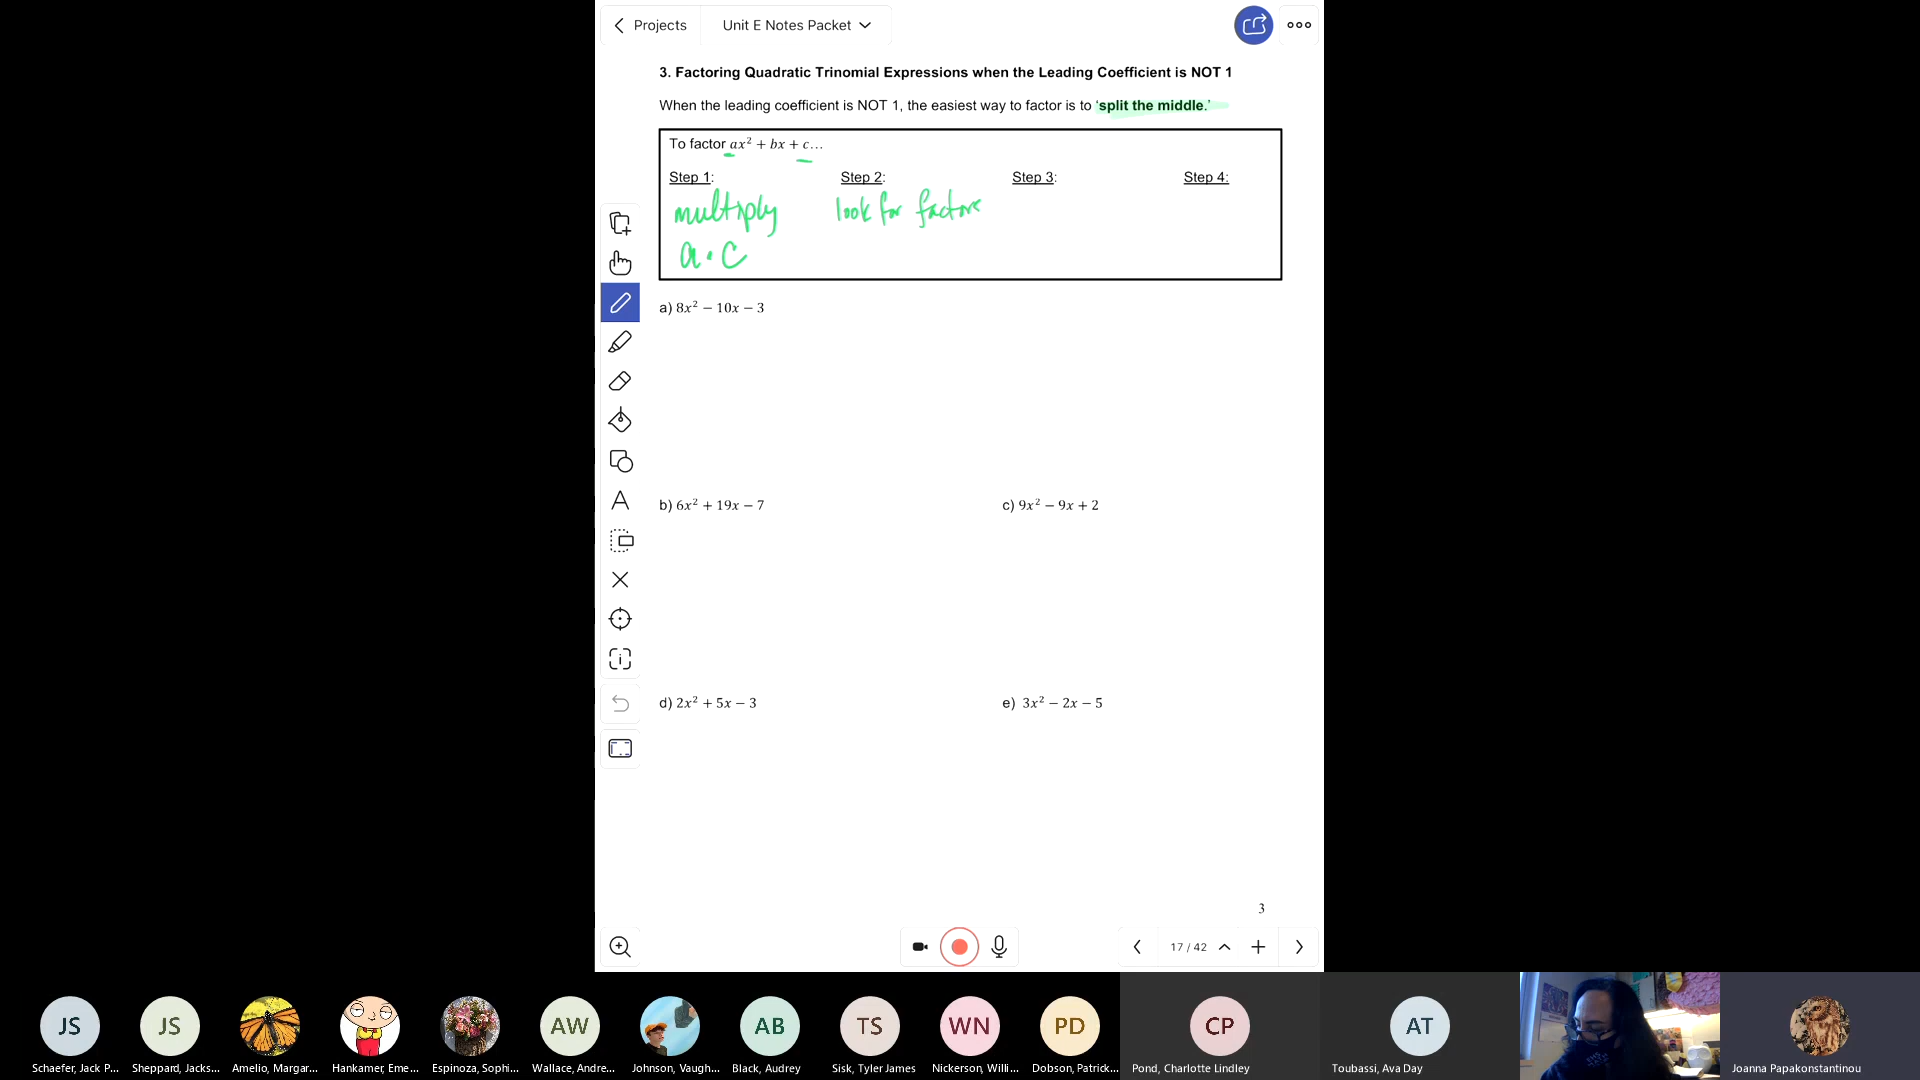 Projects
Unit E Notes Packet
3. Factoring Quadratic Trinomial Expressions when the Leading Coefficient is NOT 1
When the leading coefficient is NOT 1, the easiest way to factor is to ‘split the middle.’
To factor ax² + bx + c…
Step 1: Step 2: Step 3: Step 4:
multiply look for factors
a · c
a) 8x² − 10x − 3
b) 6x² + 19x − 7 c) 9x² − 9x + 2
d) 2x² + 5x − 3 e) 3x² − 2x − 5
3
17 / 42
JS JS AW AB TS WN PD CP AT
Schaefer, Jack P... Sheppard, Jacks... Amelio, Margar... Hankamer, Eme... Espinoza, Sophi... Wallace, Andre... Johnson, Vaugh... Black, Audrey Sisk, Tyler James Nickerson, Willi... Dobson, Patrick... Pond, Charlotte Lindley Toubassi, Ava Day Joanna Papakonstantinou